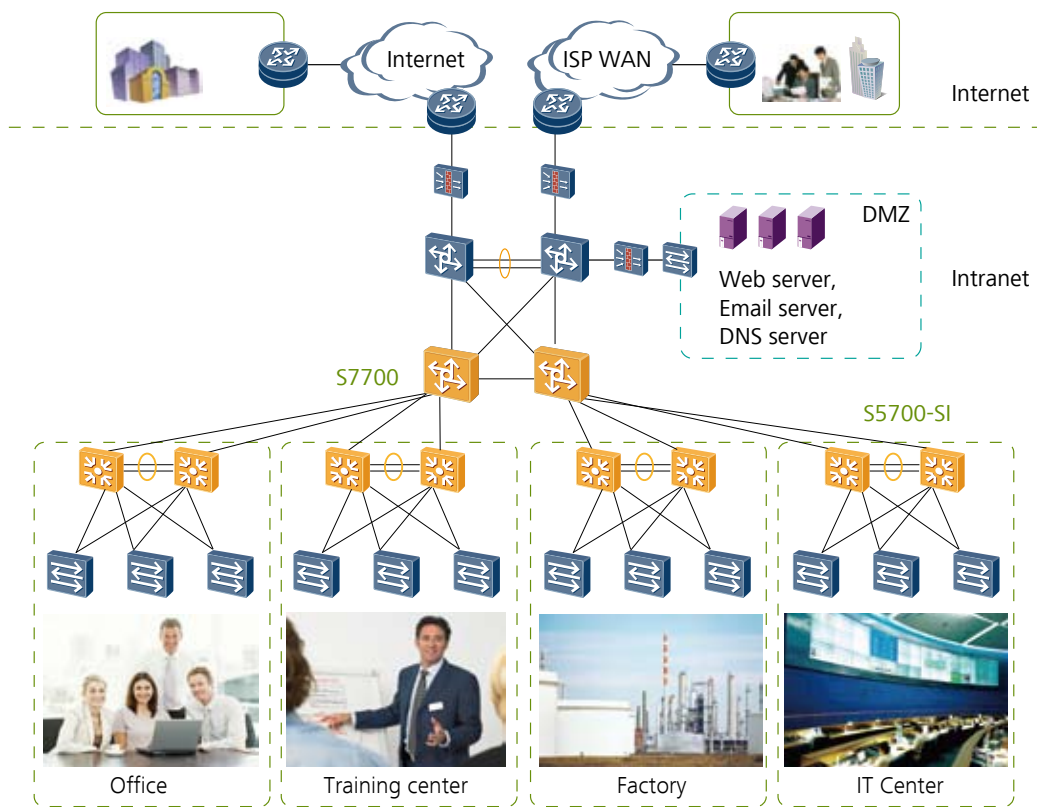 Internet
ISP WAN
Internet
DMZ
Web server,
Email server,
DNS server
Intranet
S7700
S5700-SI
Office
Training center
Factory
IT Center